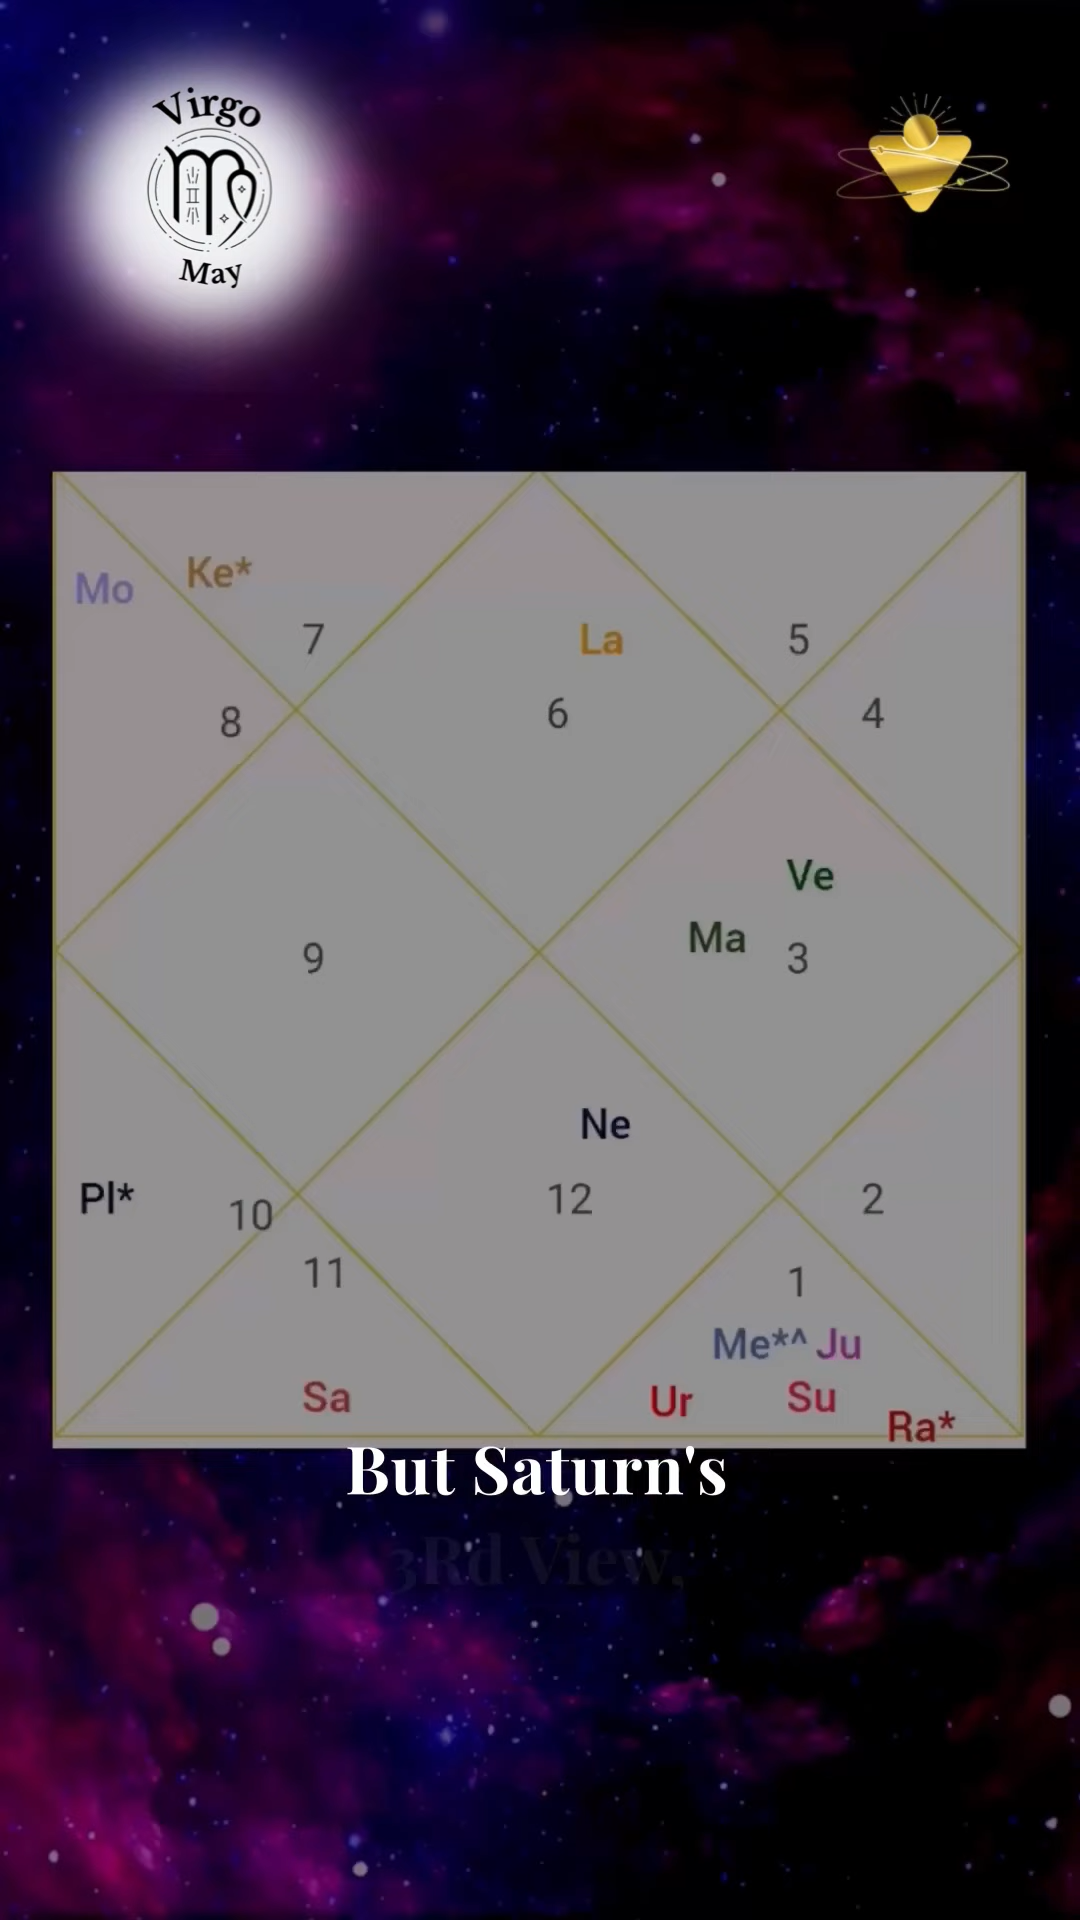 Virgo
May
Mo Ke*
7 La 5
8 6 4
Ve
Ma
9 3
Ne
Pl* 10 12 2
11 1
Me*^ Ju
Sa Ur Su
Ra*
But Saturn's
3Rd View,